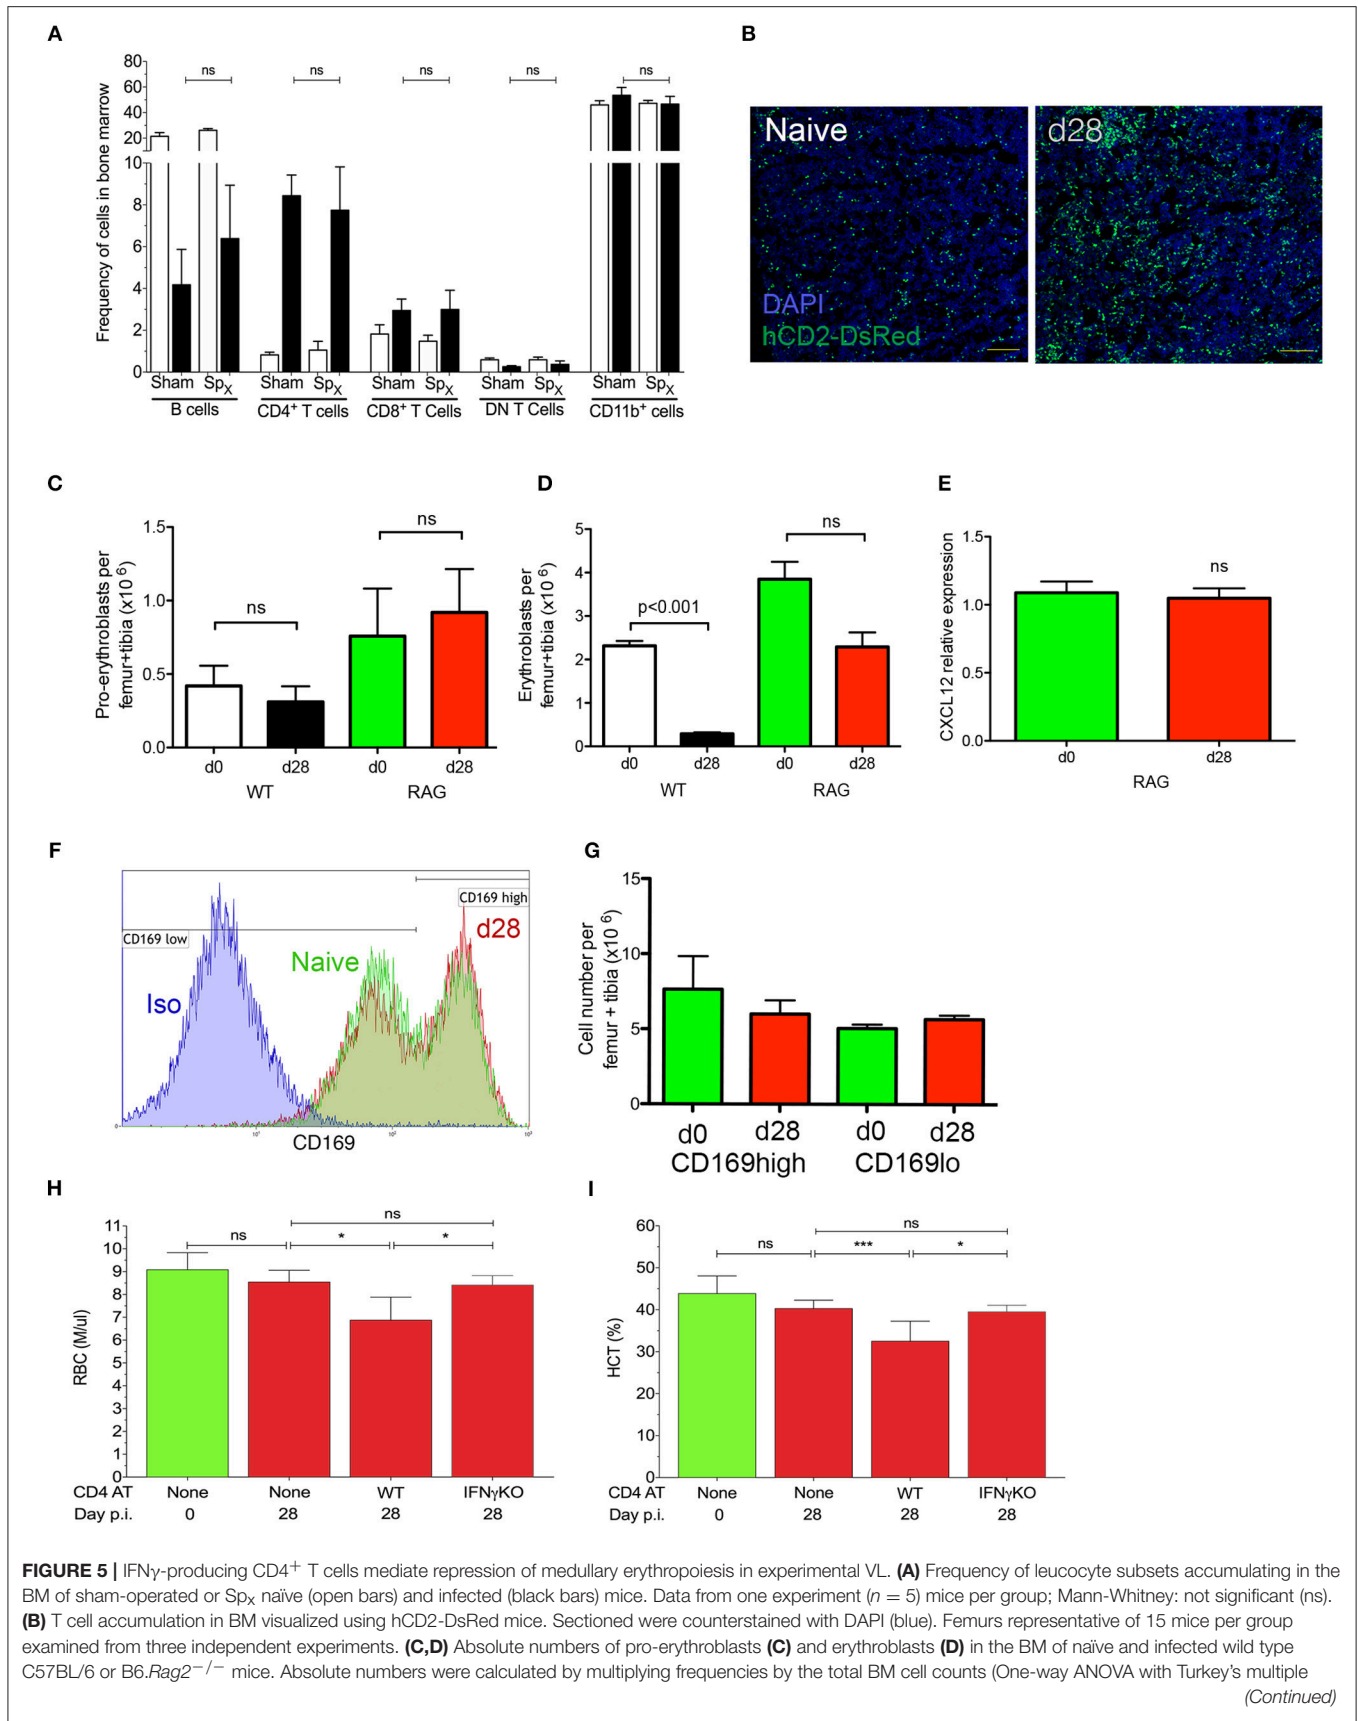 A
Frequency of cells in bone marrow
80
60
40
20
10
8
6
4
2
0
ns
ns
ns
ns
ns
Sham SpX
Sham SpX
Sham SpX
Sham SpX
Sham SpX
B cells
CD4+ T cells
CD8+ T Cells
DN T Cells
CD11b+ cells
B
Naive
DAPI
hCD2-DsRed
d28
C
Pro-erythroblasts per
femur+tibia (x10 6)
1.5
1.0
0.5
0.0
ns
ns
d0 d28 d0 d28
WT RAG
D
Erythroblasts per
femur+tibia (x10 6)
5
4
3
2
1
0
p<0.001
ns
d0 d28 d0 d28
WT RAG
E
CXCL12 relative expression
1.5
1.0
0.5
0.0
ns
d0 d28
RAG
F
CD169 high
CD169 low
d28
Naive
Iso
0 10¹ 10² 10³
CD169
G
Cell number per
femur + tibia (x10 6)
15
10
5
0
d0 d28 d0 d28
CD169high CD169lo
H
RBC (M/ul)
11
10
9
8
7
6
5
4
3
2
1
0
ns
ns * *
CD4 AT None None WT IFNγKO
Day p.i. 0 28 28 28
I
HCT (%)
60
50
40
30
20
10
0
ns
ns *** *
CD4 AT None None WT IFNγKO
Day p.i. 0 28 28 28
FIGURE 5 | IFNγ-producing CD4+ T cells mediate repression of medullary erythropoiesis in experimental VL. (A) Frequency of leucocyte subsets accumulating in the
BM of sham-operated or SpX naïve (open bars) and infected (black bars) mice. Data from one experiment (n = 5) mice per group; Mann-Whitney: not significant (ns).
(B) T cell accumulation in BM visualized using hCD2-DsRed mice. Sectioned were counterstained with DAPI (blue). Femurs representative of 15 mice per group
examined from three independent experiments. (C,D) Absolute numbers of pro-erythroblasts (C) and erythroblasts (D) in the BM of naïve and infected wild type
C57BL/6 or B6.Rag2−/− mice. Absolute numbers were calculated by multiplying frequencies by the total BM cell counts (One-way ANOVA with Turkey's multiple
(Continued)